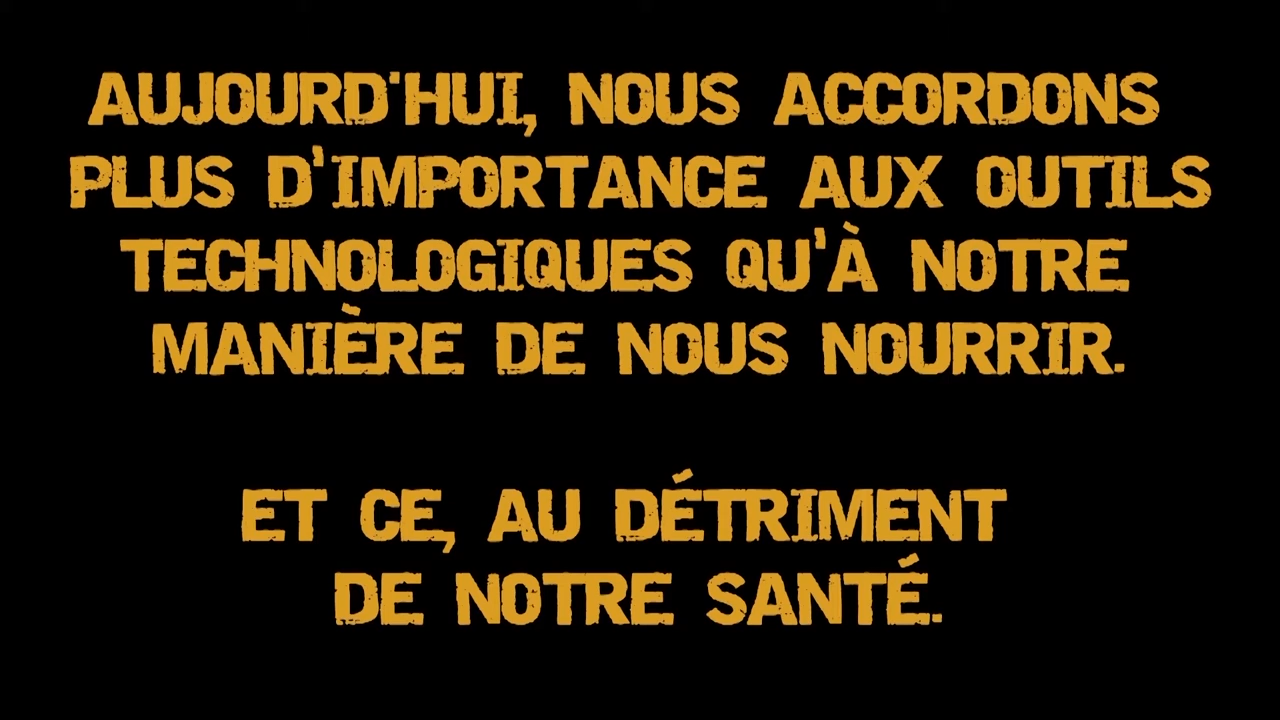 AUJOURD'HUI, NOUS ACCORDONS
PLUS D'IMPORTANCE AUX OUTILS
TECHNOLOGIQUES QU'À NOTRE
MANIÈRE DE NOUS NOURRIR.
ET CE, AU DÉTRIMENT
DE NOTRE SANTÉ.